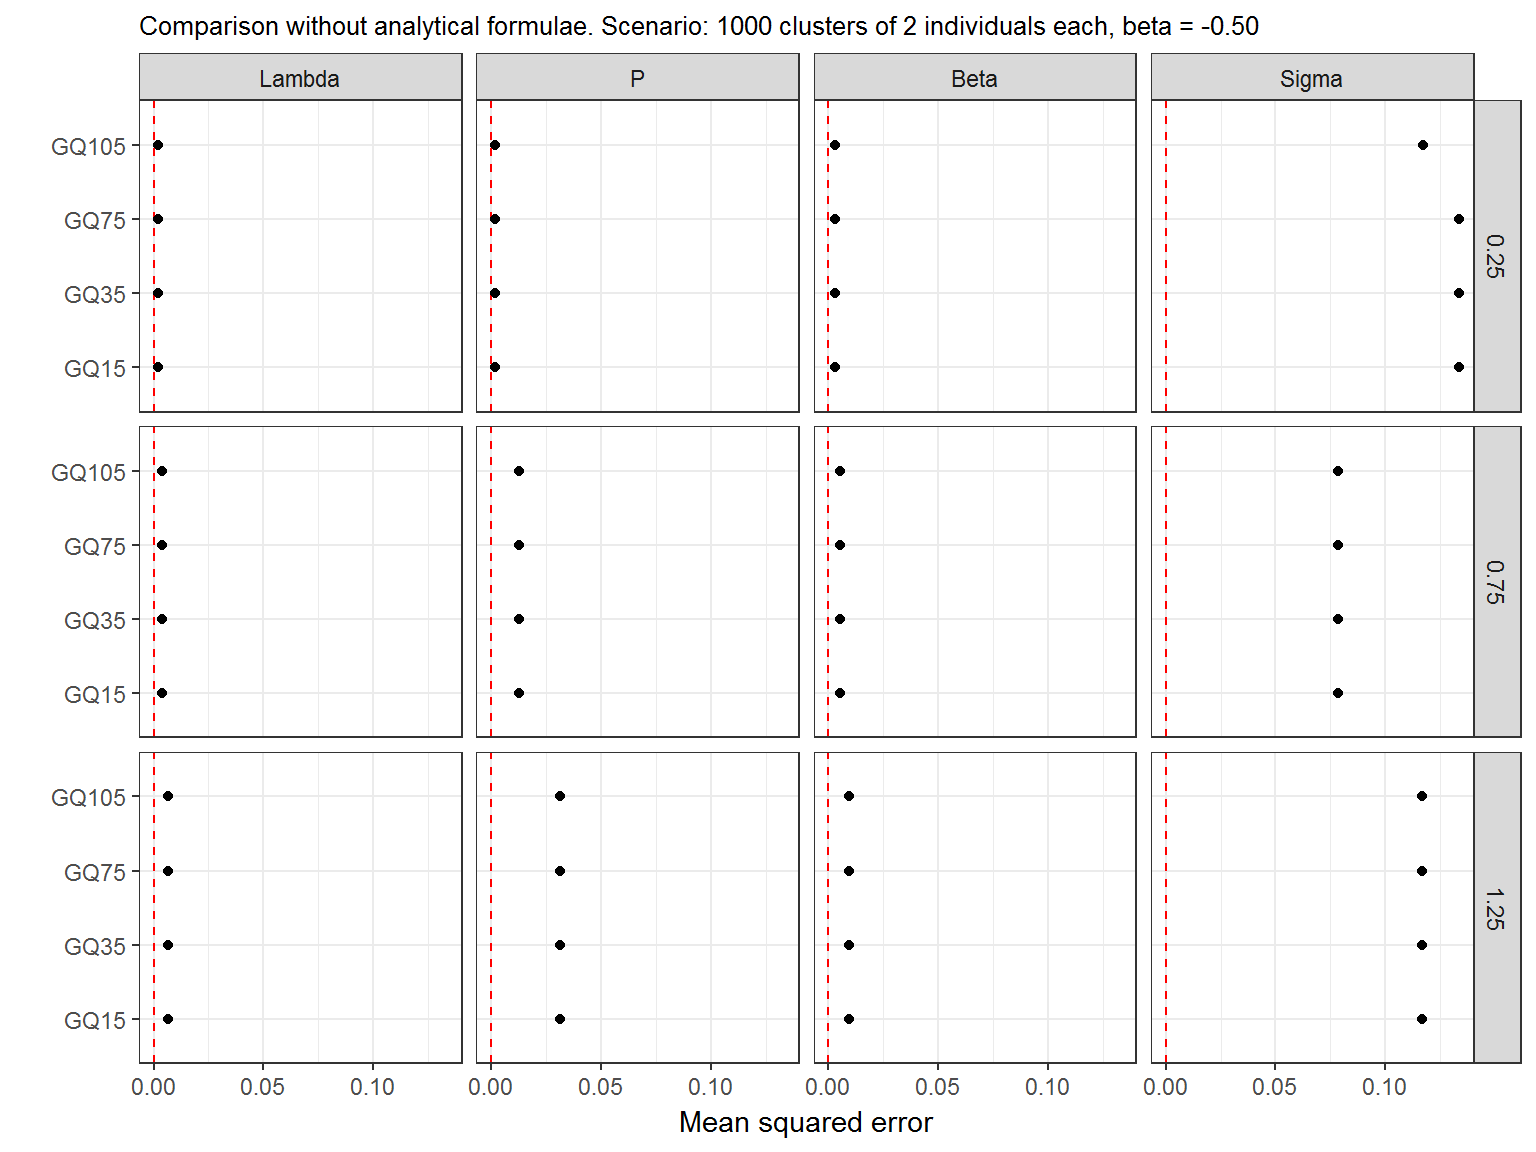 Comparison without analytical formulae. Scenario: 1000 clusters of 2 individuals each, beta = -0.50
Lambda P Beta Sigma
GQ105
GQ75
GQ35
GQ15
0.25
GQ105
GQ75
GQ35
GQ15
0.75
GQ105
GQ75
GQ35
GQ15
1.25
0.00 0.05 0.10 0.00 0.05 0.10 0.00 0.05 0.10 0.00 0.05 0.10
Mean squared error